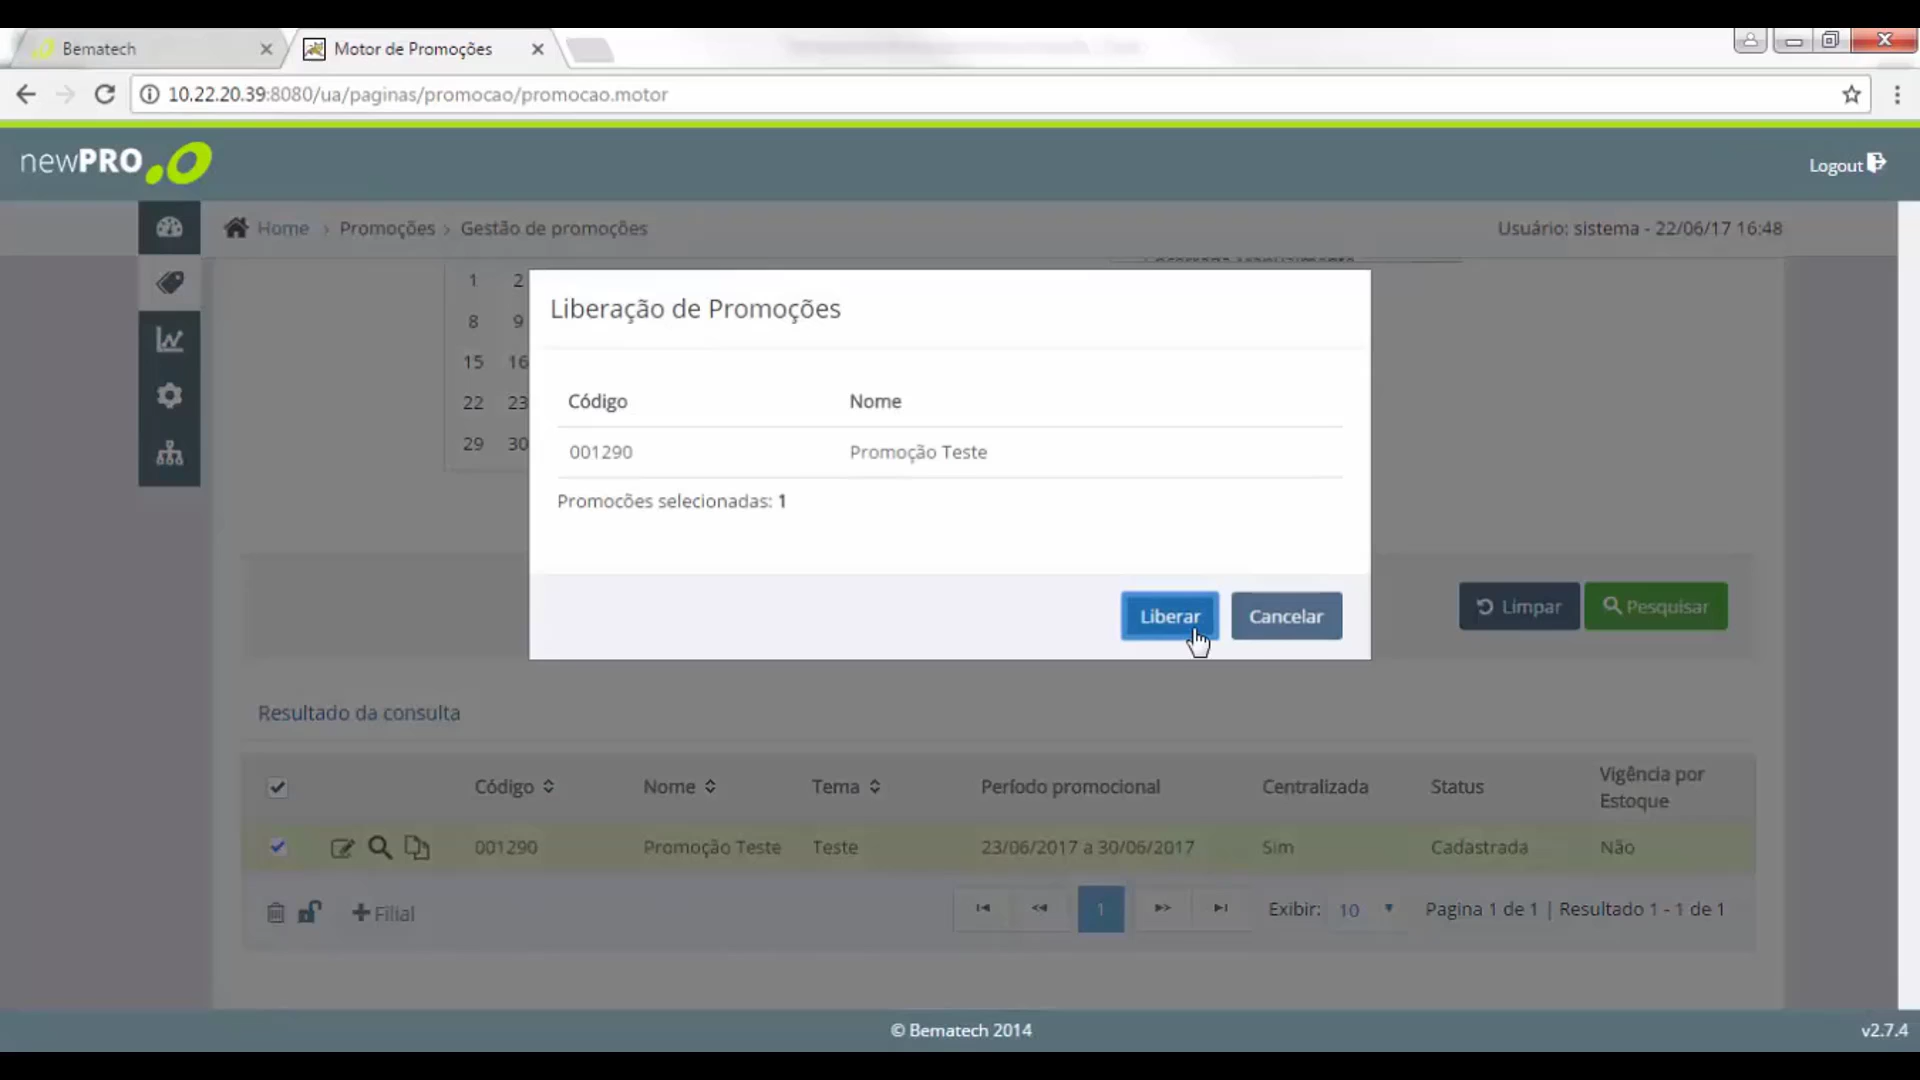 Bematech
Motor de Promoções
10.22.20.39:8080/ua/paginas/promocao/promocao.motor
newPRO
Logout
Home › Promoções › Gestão de promoções
Usuário: sistema - 22/06/17 16:48
1 2
8 9
15 16
22 23
29 30
Liberação de Promoções
Código Nome
001290 Promoção Teste
Promocões selecionadas: 1
Liberar Cancelar
Limpar Pesquisar
Resultado da consulta
Código Nome Tema Período promocional Centralizada Status Vigência por Estoque
001290 Promoção Teste Teste 23/06/2017 a 30/06/2017 Sim Cadastrada Não
+Filial
1
Exibir: 10
Pagina 1 de 1 | Resultado 1 - 1 de 1
© Bematech 2014
v2.7.4